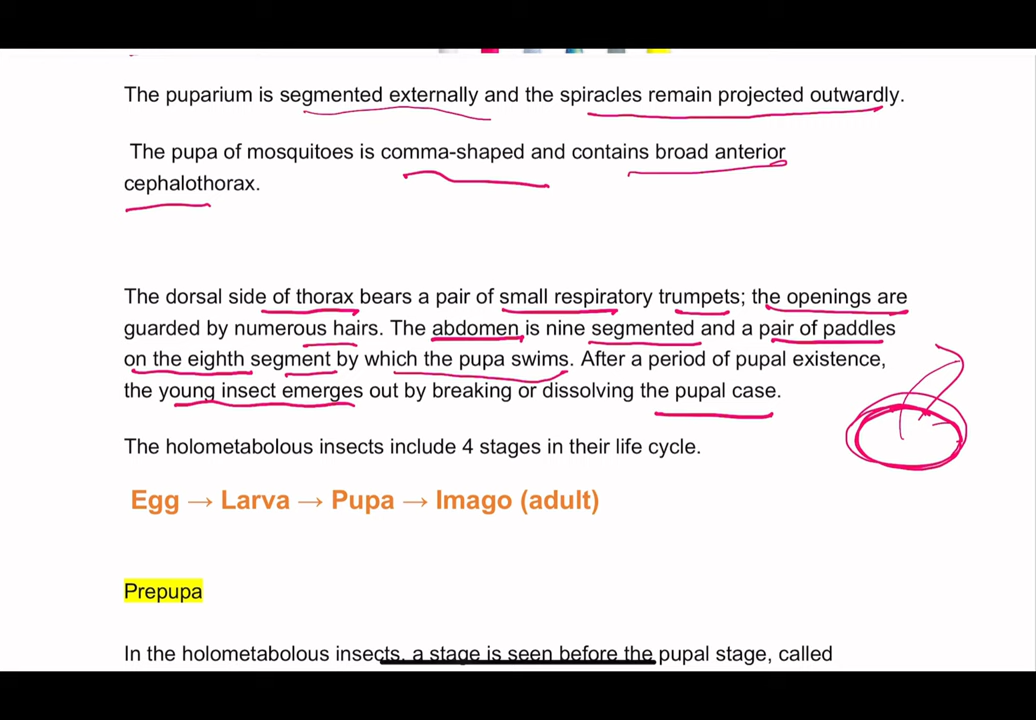 The puparium is segmented externally and the spiracles remain projected outwardly.
The pupa of mosquitoes is comma-shaped and contains broad anterior
cephalothorax.
The dorsal side of thorax bears a pair of small respiratory trumpets; the openings are
guarded by numerous hairs. The abdomen is nine segmented and a pair of paddles
on the eighth segment by which the pupa swims. After a period of pupal existence,
the young insect emerges out by breaking or dissolving the pupal case.
The holometabolous insects include 4 stages in their life cycle.
Egg → Larva → Pupa → Imago (adult)
Prepupa
In the holometabolous insects, a stage is seen before the pupal stage, called